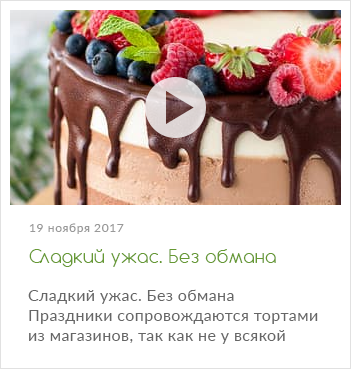 19 ноября 2017
Сладкий ужас. Без обмана
Сладкий ужас. Без обмана
Праздники сопровождаются тортами
из магазинов, так как не у всякой